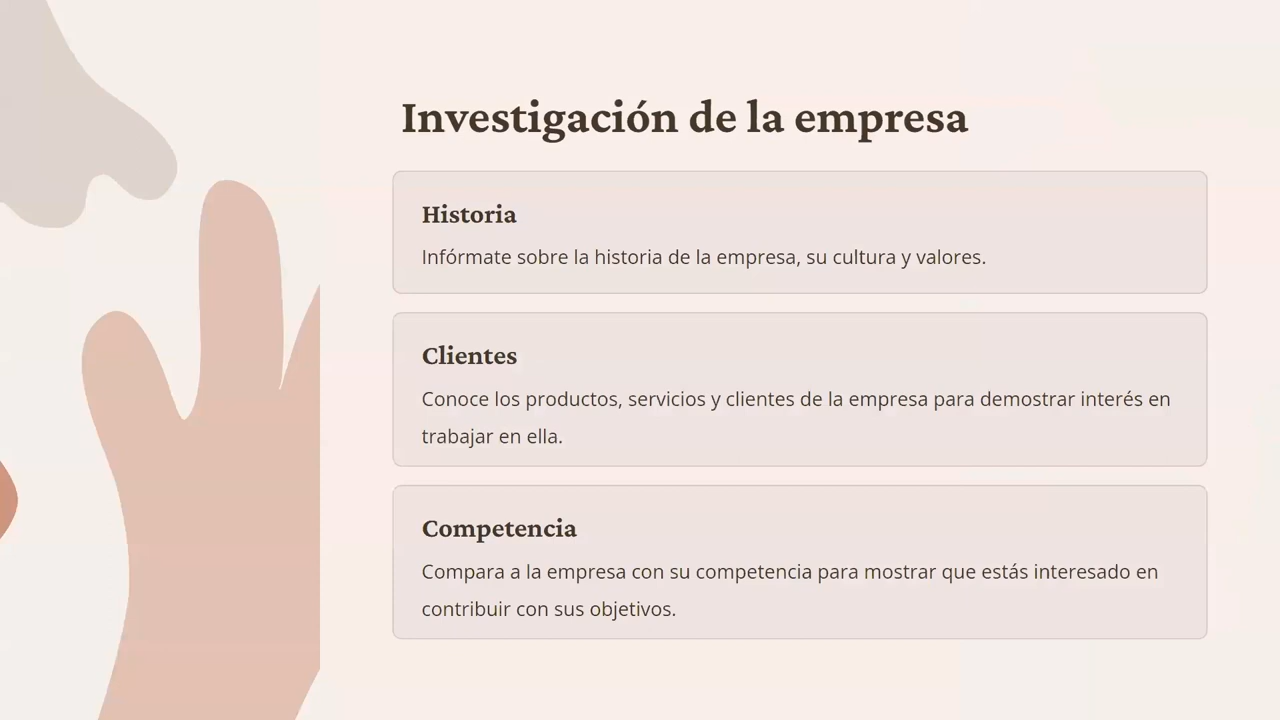 Investigación de la empresa
Historia
Infórmate sobre la historia de la empresa, su cultura y valores.
Clientes
Conoce los productos, servicios y clientes de la empresa para demostrar interés en
trabajar en ella.
Competencia
Compara a la empresa con su competencia para mostrar que estás interesado en
contribuir con sus objetivos.